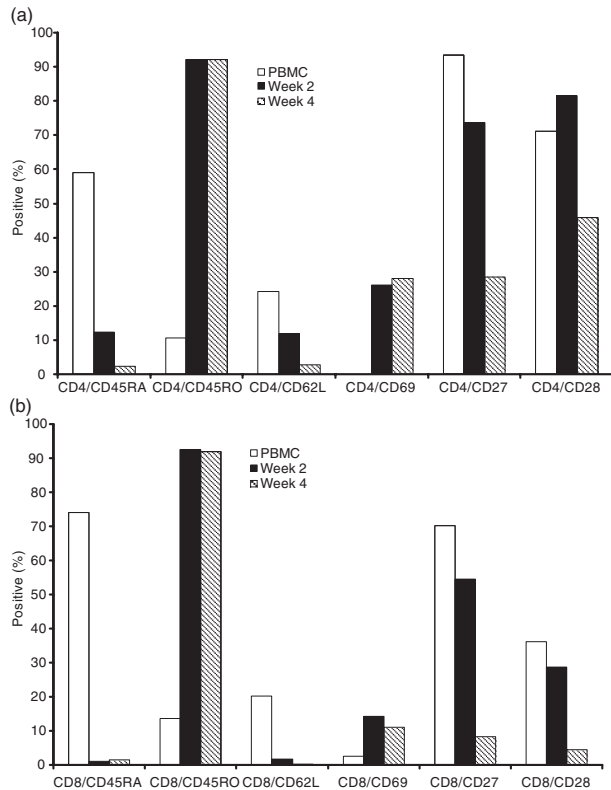 (a)
100
90
80
70
60
50
40
30
20
10
0
Positive (%)
PBMC
Week 2
Week 4
CD4/CD45RA CD4/CD45RO CD4/CD62L CD4/CD69 CD4/CD27 CD4/CD28
(b)
100
90
80
70
60
50
40
30
20
10
0
Positive (%)
PBMC
Week 2
Week 4
CD8/CD45RA CD8/CD45RO CD8/CD62L CD8/CD69 CD8/CD27 CD8/CD28